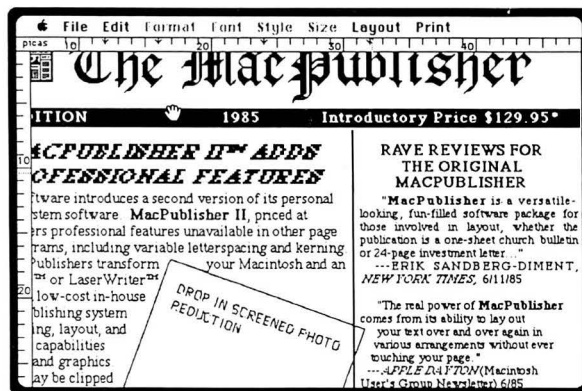 File Edit Format Font Style Size Layout Print
picas 10 20 30 40
The MacPublisher
ITION 1985 Introductory Price $129.95*
ACPUBLISHER II™ ADDS
OFESSIONAL FEATURES
ftware introduces a second version of its personal
stem software. MacPublisher II, priced at
ers professional features unavailable in other page
rams, including variable letterspacing and kerning.
Publishers transform your Macintosh and an
™ or LaserWriter™
low-cost in-house
blishing system
ing, layout, and
capabilities
and graphics
ay be clipped
10
20
DROP IN SCREENED PHOTO
REDUCTION
RAVE REVIEWS FOR
THE ORIGINAL
MACPUBLISHER
"MacPublisher is a versatile-
looking, fun-filled software package for
those involved in layout, whether the
publication is a one-sheet church bulletin
or 24-page investment letter..."
---ERIK SANDBERG-DIMENT,
NEW YORK TIMES, 6/11/85
"The real power of MacPublisher
comes from its ability to lay out
your text over and over again in
various arrangements without ever
touching your page."
---APPLE DAYTON (Macintosh
User's Group Newsletter) 6/85